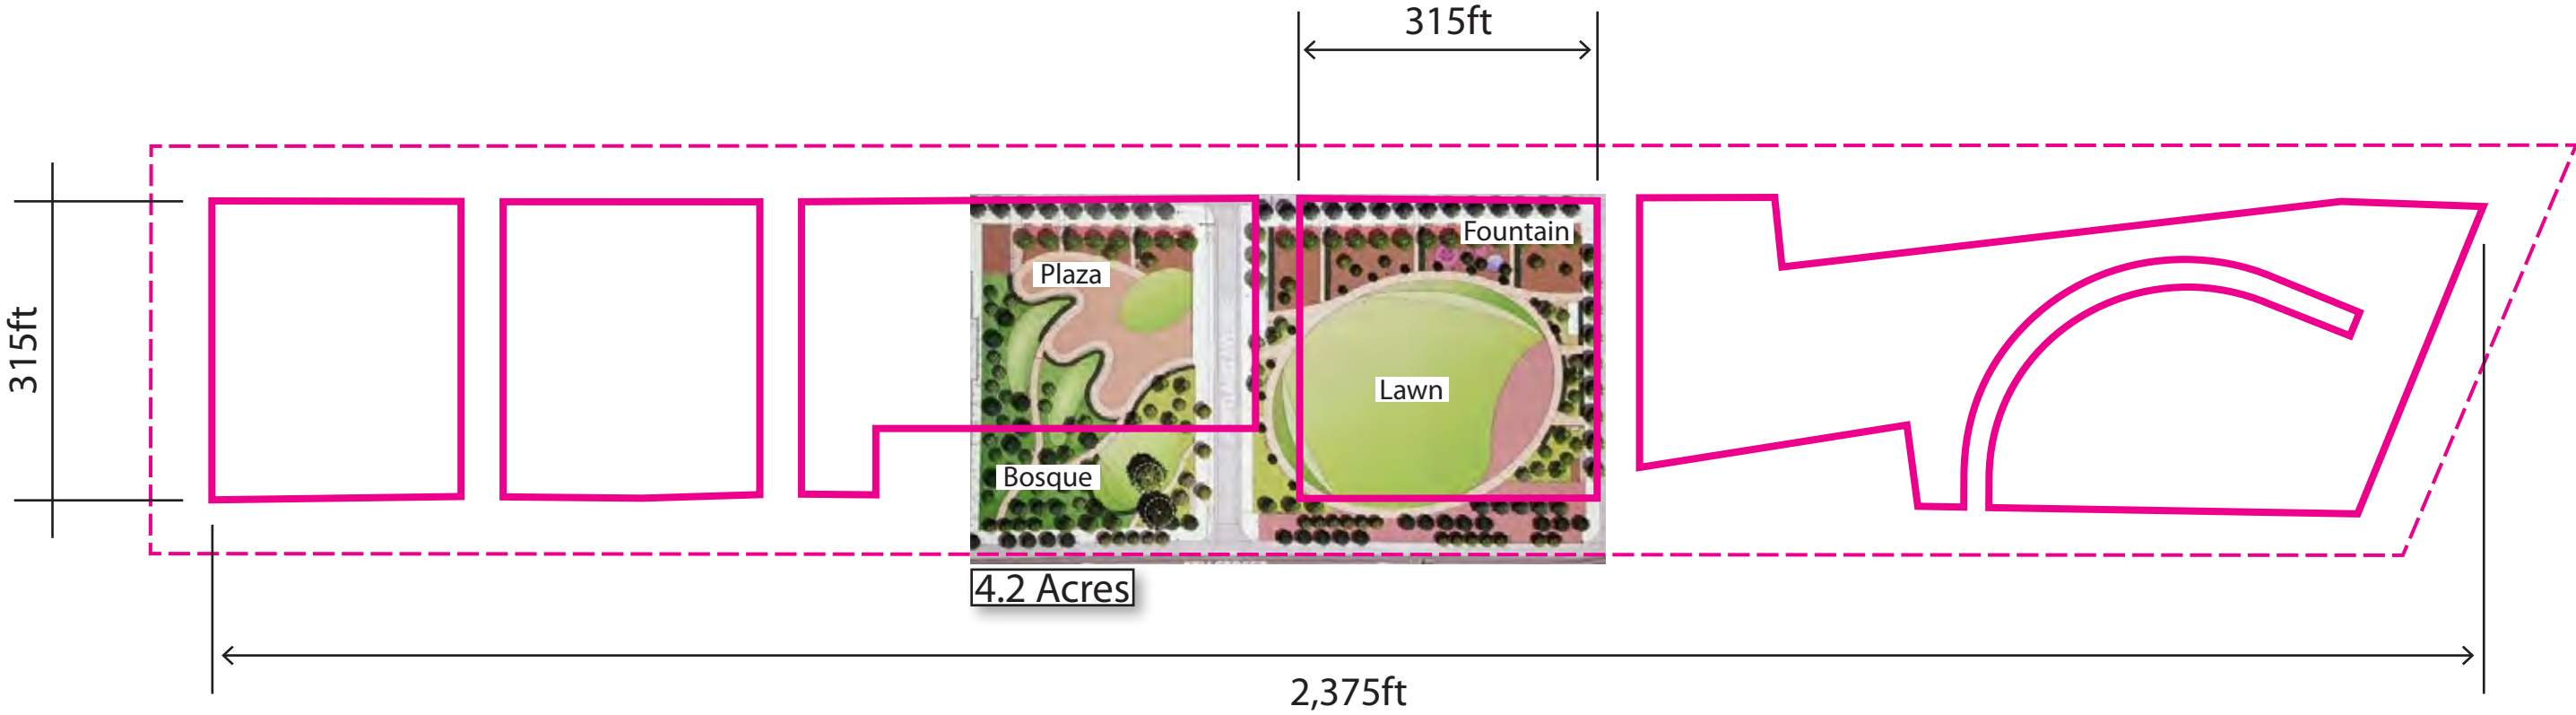 315ft
315ft
Fountain
Plaza
Lawn
Bosque
4.2 Acres
2,375ft